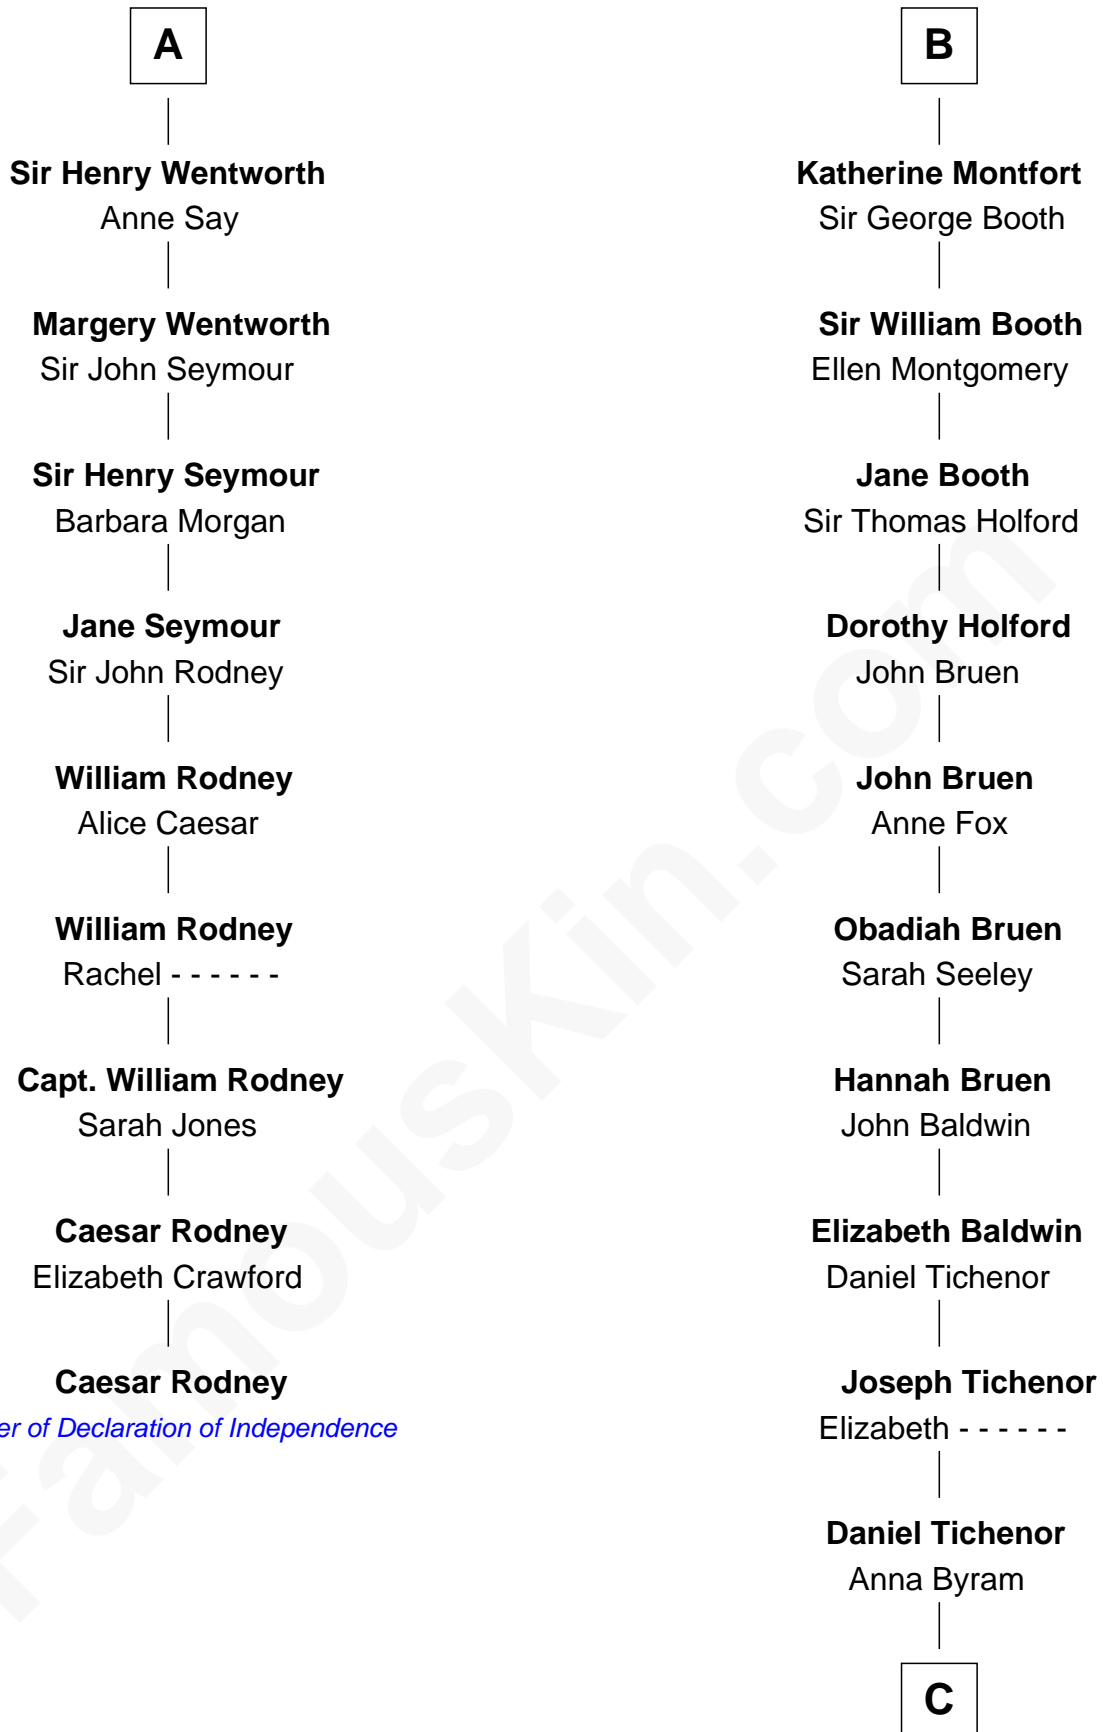 A
Sir Henry Wentworth
Anne Say
Margery Wentworth
Sir John Seymour
Sir Henry Seymour
Barbara Morgan
Jane Seymour
Sir John Rodney
William Rodney
Alice Caesar
William Rodney
Rachel - - - - - -
Capt. William Rodney
Sarah Jones
Caesar Rodney
Elizabeth Crawford
Caesar Rodney
of Declaration of Independence
B
Katherine Montfort
Sir George Booth
Sir William Booth
Ellen Montgomery
Jane Booth
Sir Thomas Holford
Dorothy Holford
John Bruen
John Bruen
Anne Fox
Obadiah Bruen
Sarah Seeley
Hannah Bruen
John Baldwin
Elizabeth Baldwin
Daniel Tichenor
Joseph Tichenor
Elizabeth - - - - - -
Daniel Tichenor
Anna Byram
C
FamousKin.com